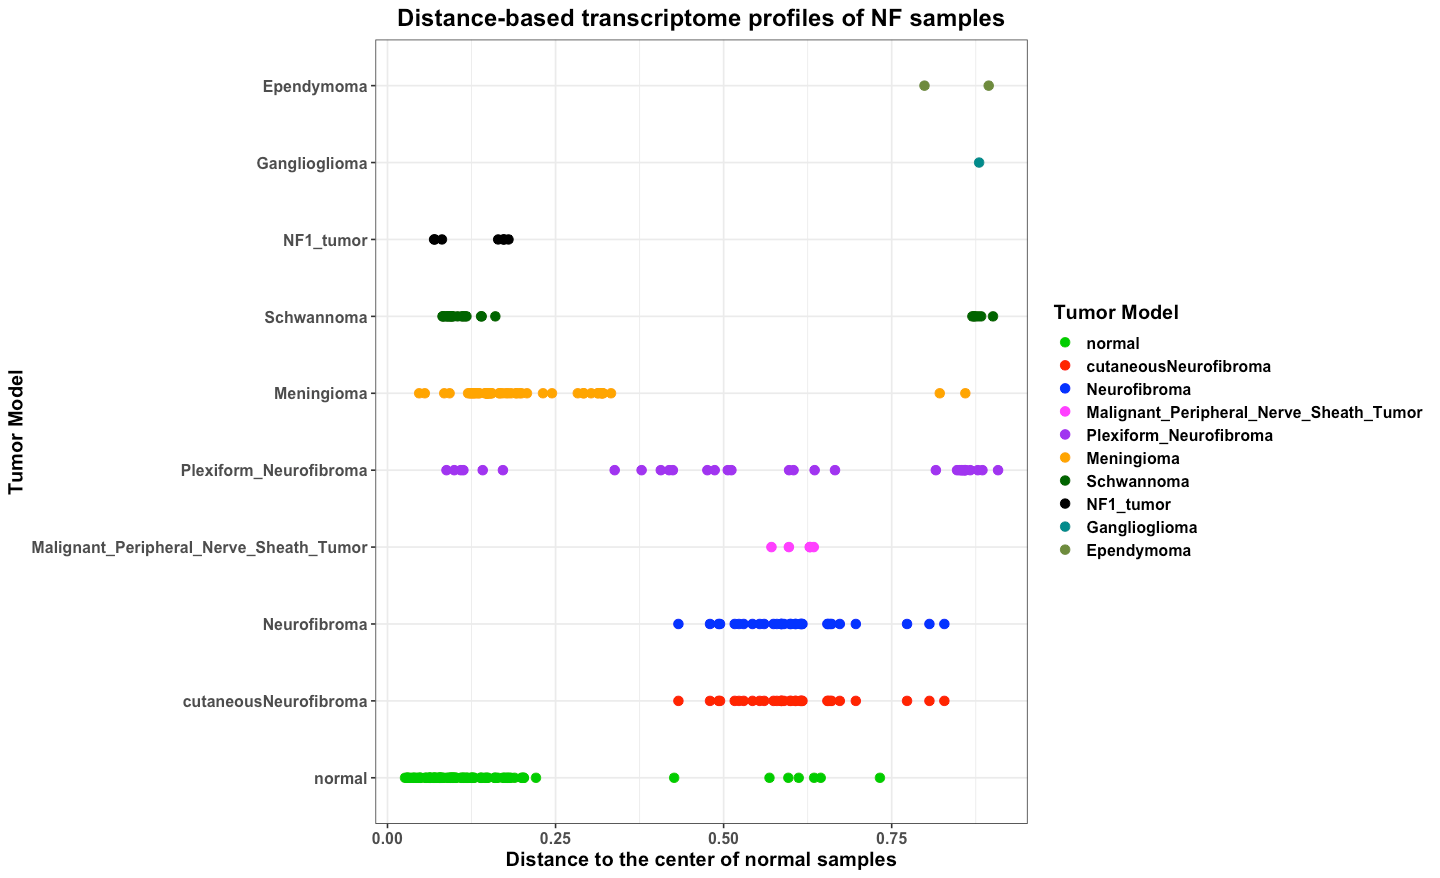 Distance-based transcriptome profiles of NF samples
Tumor Model
Ependymoma
Ganglioglioma
NF1_tumor
Schwannoma
Meningioma
Plexiform_Neurofibroma
Malignant_Peripheral_Nerve_Sheath_Tumor
Neurofibroma
cutaneousNeurofibroma
normal
0.00 0.25 0.50 0.75
Distance to the center of normal samples
Tumor Model
normal
cutaneousNeurofibroma
Neurofibroma
Malignant_Peripheral_Nerve_Sheath_Tumor
Plexiform_Neurofibroma
Meningioma
Schwannoma
NF1_tumor
Ganglioglioma
Ependymoma